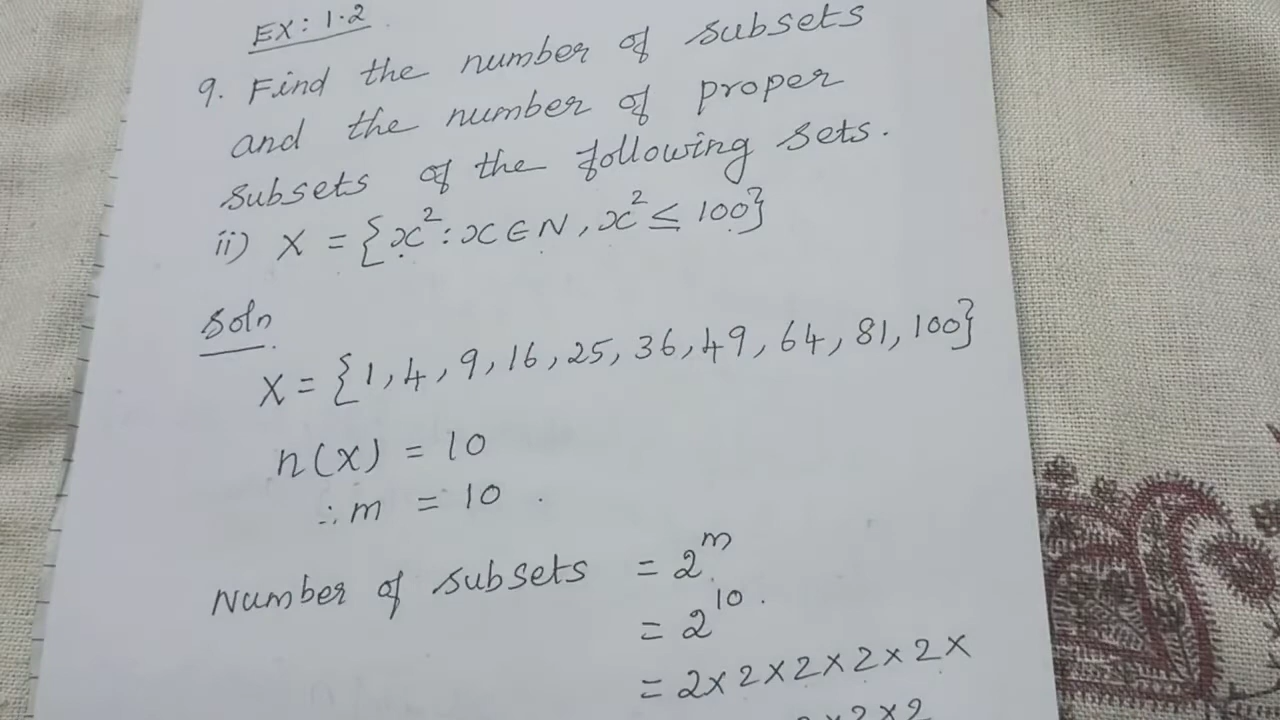 EX: 1.2
9. Find the number of subsets
and the number of proper
subsets of the following sets.
ii) X = {x²: x ∈ N, x² ≤ 100}
Soln
X = {1, 4, 9, 16, 25, 36, 49, 64, 81, 100}
n(X) = 10
∴ m = 10.
Number of subsets = 2^m
= 2^10.
= 2×2×2×2×2×
×2×2